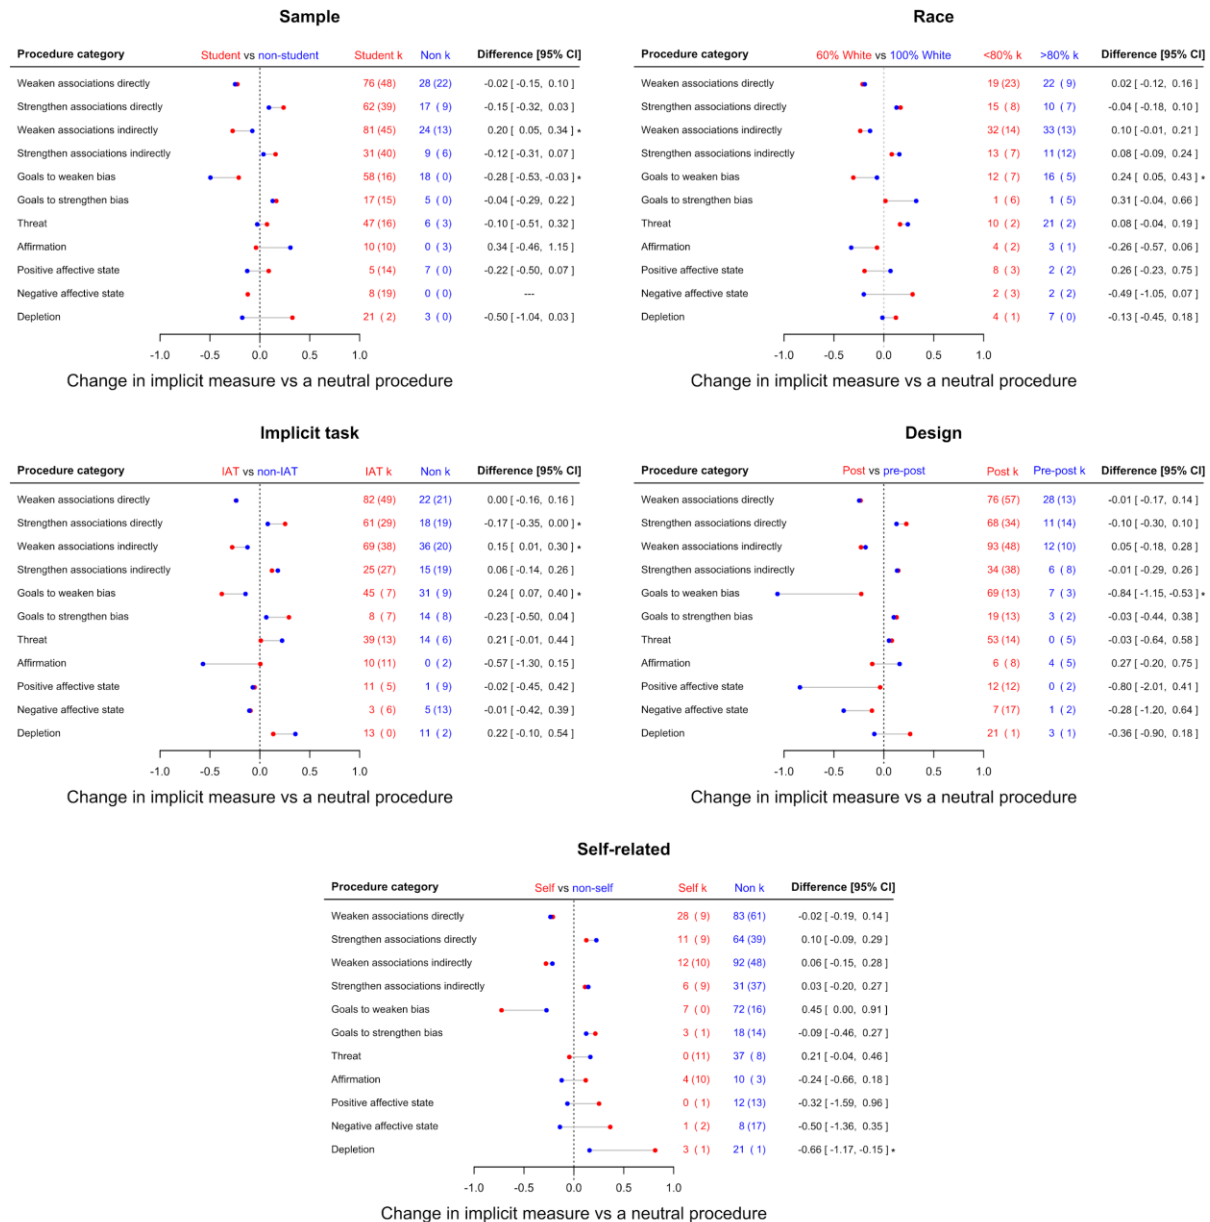 Sample
Procedure category Student vs non-student Student k Non k Difference [95% CI]
Weaken associations directly 76 (48) 28 (22) -0.02 [ -0.15, 0.10 ]
Strengthen associations directly 62 (39) 17 ( 9) -0.15 [ -0.32, 0.03 ]
Weaken associations indirectly 81 (45) 24 (13) 0.20 [ 0.05, 0.34 ] *
Strengthen associations indirectly 31 (40) 9 ( 6) -0.12 [ -0.31, 0.07 ]
Goals to weaken bias 58 (16) 18 ( 0) -0.28 [ -0.53, -0.03 ] *
Goals to strengthen bias 17 (15) 5 ( 0) -0.04 [ -0.29, 0.22 ]
Threat 47 (16) 6 ( 3) -0.10 [ -0.51, 0.32 ]
Affirmation 10 (10) 0 ( 3) 0.34 [ -0.46, 1.15 ]
Positive affective state 5 (14) 7 ( 0) -0.22 [ -0.50, 0.07 ]
Negative affective state 8 (19) 0 ( 0) ---
Depletion 21 ( 2) 3 ( 0) -0.50 [ -1.04, 0.03 ]
-1.0 -0.5 0.0 0.5 1.0
Change in implicit measure vs a neutral procedure
Race
Procedure category 60% White vs 100% White <80% k >80% k Difference [95% CI]
Weaken associations directly 19 (23) 22 ( 9) 0.02 [ -0.12, 0.16 ]
Strengthen associations directly 15 ( 8) 10 ( 7) -0.04 [ -0.18, 0.10 ]
Weaken associations indirectly 32 (14) 33 (13) 0.10 [ -0.01, 0.21 ]
Strengthen associations indirectly 13 ( 7) 11 (12) 0.08 [ -0.09, 0.24 ]
Goals to weaken bias 12 ( 7) 16 ( 5) 0.24 [ 0.05, 0.43 ] *
Goals to strengthen bias 1 ( 6) 1 ( 5) 0.31 [ -0.04, 0.66 ]
Threat 10 ( 2) 21 ( 2) 0.08 [ -0.04, 0.19 ]
Affirmation 4 ( 2) 3 ( 1) -0.26 [ -0.57, 0.06 ]
Positive affective state 8 ( 3) 2 ( 2) 0.26 [ -0.23, 0.75 ]
Negative affective state 2 ( 3) 2 ( 2) -0.49 [ -1.05, 0.07 ]
Depletion 4 ( 1) 7 ( 0) -0.13 [ -0.45, 0.18 ]
-1.0 -0.5 0.0 0.5 1.0
Change in implicit measure vs a neutral procedure
Implicit task
Procedure category IAT vs non-IAT IAT k Non k Difference [95% CI]
Weaken associations directly 82 (49) 22 (21) 0.00 [ -0.16, 0.16 ]
Strengthen associations directly 61 (29) 18 (19) -0.17 [ -0.35, 0.00 ] *
Weaken associations indirectly 69 (38) 36 (20) 0.15 [ 0.01, 0.30 ] *
Strengthen associations indirectly 25 (27) 15 (19) 0.06 [ -0.14, 0.26 ]
Goals to weaken bias 45 ( 7) 31 ( 9) 0.24 [ 0.07, 0.40 ] *
Goals to strengthen bias 8 ( 7) 14 ( 8) -0.23 [ -0.50, 0.04 ]
Threat 39 (13) 14 ( 6) 0.21 [ -0.01, 0.44 ]
Affirmation 10 (11) 0 ( 2) -0.57 [ -1.30, 0.15 ]
Positive affective state 11 ( 5) 1 ( 9) -0.02 [ -0.45, 0.42 ]
Negative affective state 3 ( 6) 5 (13) -0.01 [ -0.42, 0.39 ]
Depletion 13 ( 0) 11 ( 2) 0.22 [ -0.10, 0.54 ]
-1.0 -0.5 0.0 0.5 1.0
Change in implicit measure vs a neutral procedure
Design
Procedure category Post vs pre-post Post k Pre-post k Difference [95% CI]
Weaken associations directly 76 (57) 28 (13) -0.01 [ -0.17, 0.14 ]
Strengthen associations directly 68 (34) 11 (14) -0.10 [ -0.30, 0.10 ]
Weaken associations indirectly 93 (48) 12 (10) 0.05 [ -0.18, 0.28 ]
Strengthen associations indirectly 34 (38) 6 ( 8) -0.01 [ -0.29, 0.26 ]
Goals to weaken bias 69 (13) 7 ( 3) -0.84 [ -1.15, -0.53 ] *
Goals to strengthen bias 19 (13) 3 ( 2) -0.03 [ -0.44, 0.38 ]
Threat 53 (14) 0 ( 5) -0.03 [ -0.64, 0.58 ]
Affirmation 6 ( 8) 4 ( 5) 0.27 [ -0.20, 0.75 ]
Positive affective state 12 (12) 0 ( 2) -0.80 [ -2.01, 0.41 ]
Negative affective state 7 (17) 1 ( 2) -0.28 [ -1.20, 0.64 ]
Depletion 21 ( 1) 3 ( 1) -0.36 [ -0.90, 0.18 ]
-1.0 -0.5 0.0 0.5 1.0
Change in implicit measure vs a neutral procedure
Self-related
Procedure category Self vs non-self Self k Non k Difference [95% CI]
Weaken associations directly 28 ( 9) 83 (61) -0.02 [ -0.19, 0.14 ]
Strengthen associations directly 11 ( 9) 64 (39) 0.10 [ -0.09, 0.29 ]
Weaken associations indirectly 12 (10) 92 (48) 0.06 [ -0.15, 0.28 ]
Strengthen associations indirectly 6 ( 9) 31 (37) 0.03 [ -0.20, 0.27 ]
Goals to weaken bias 7 ( 0) 72 (16) 0.45 [ 0.00, 0.91 ]
Goals to strengthen bias 3 ( 1) 18 (14) -0.09 [ -0.46, 0.27 ]
Threat 0 (11) 37 ( 8) 0.21 [ -0.04, 0.46 ]
Affirmation 4 (10) 10 ( 3) -0.24 [ -0.66, 0.18 ]
Positive affective state 0 ( 1) 12 (13) -0.32 [ -1.59, 0.96 ]
Negative affective state 1 ( 2) 8 (17) -0.50 [ -1.36, 0.35 ]
Depletion 3 ( 1) 21 ( 1) -0.66 [ -1.17, -0.15 ] *
-1.0 -0.5 0.0 0.5 1.0
Change in implicit measure vs a neutral procedure